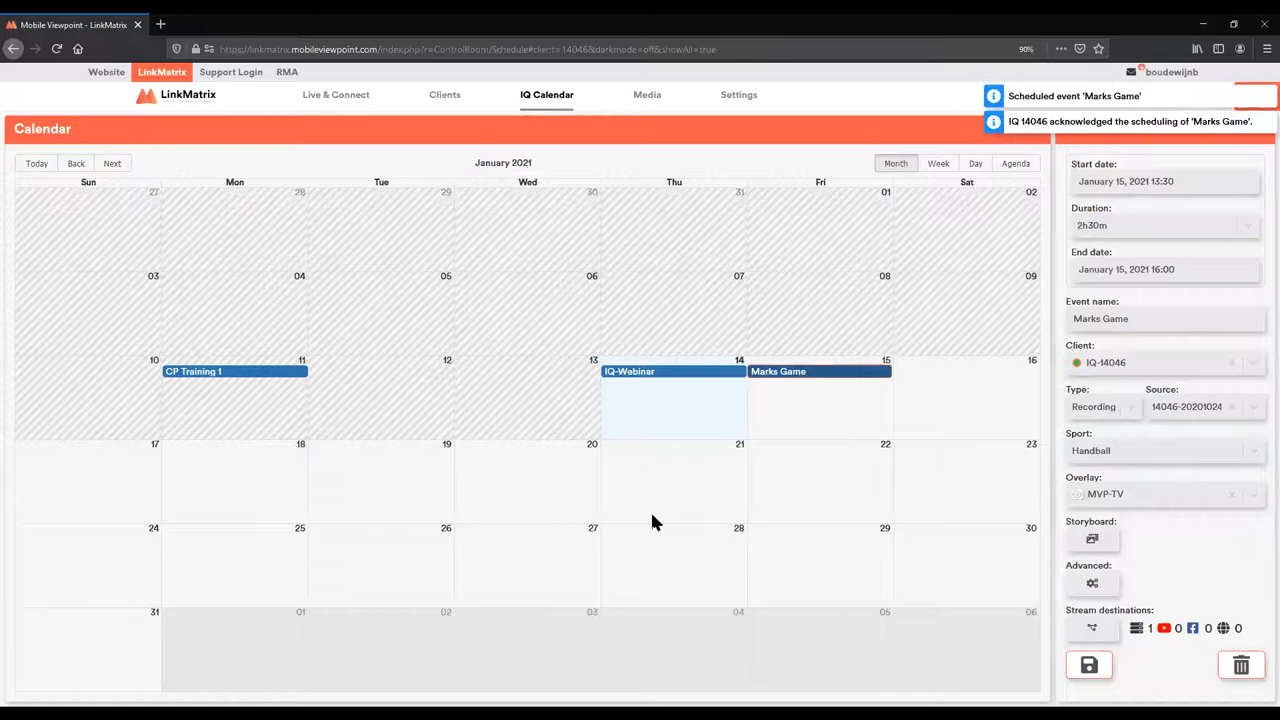 Mobile Viewpoint - LinkMatrix
https://linkmatrix.mobileviewpoint.com/index.php?r=ControlRoom/Schedule#client=14046&darkmode=off&showAll=true
90%
Website LinkMatrix Support Login RMA
boudewijnb
LinkMatrix
Live & Connect Clients IQ Calendar Media Settings
Scheduled event 'Marks Game'
IQ 14046 acknowledged the scheduling of 'Marks Game'.
Calendar
Today Back Next
January 2021
Month Week Day Agenda
Sun Mon Tue Wed Thu Fri Sat
27 28 29 30 31 01 02
03 04 05 06 07 08 09
10 11 12 13 14 15 16
CP Training 1 IQ-Webinar Marks Game
17 18 19 20 21 22 23
24 25 26 27 28 29 30
31 01 02 03 04 05 06
Start date:
January 15, 2021 13:30
Duration:
2h30m
End date:
January 15, 2021 16:00
Event name:
Marks Game
Client:
IQ-14046
Type: Source:
Recording 14046-20201024
Sport:
Handball
Overlay:
MVP-TV
Storyboard:
Advanced:
Stream destinations:
1 0 0 0